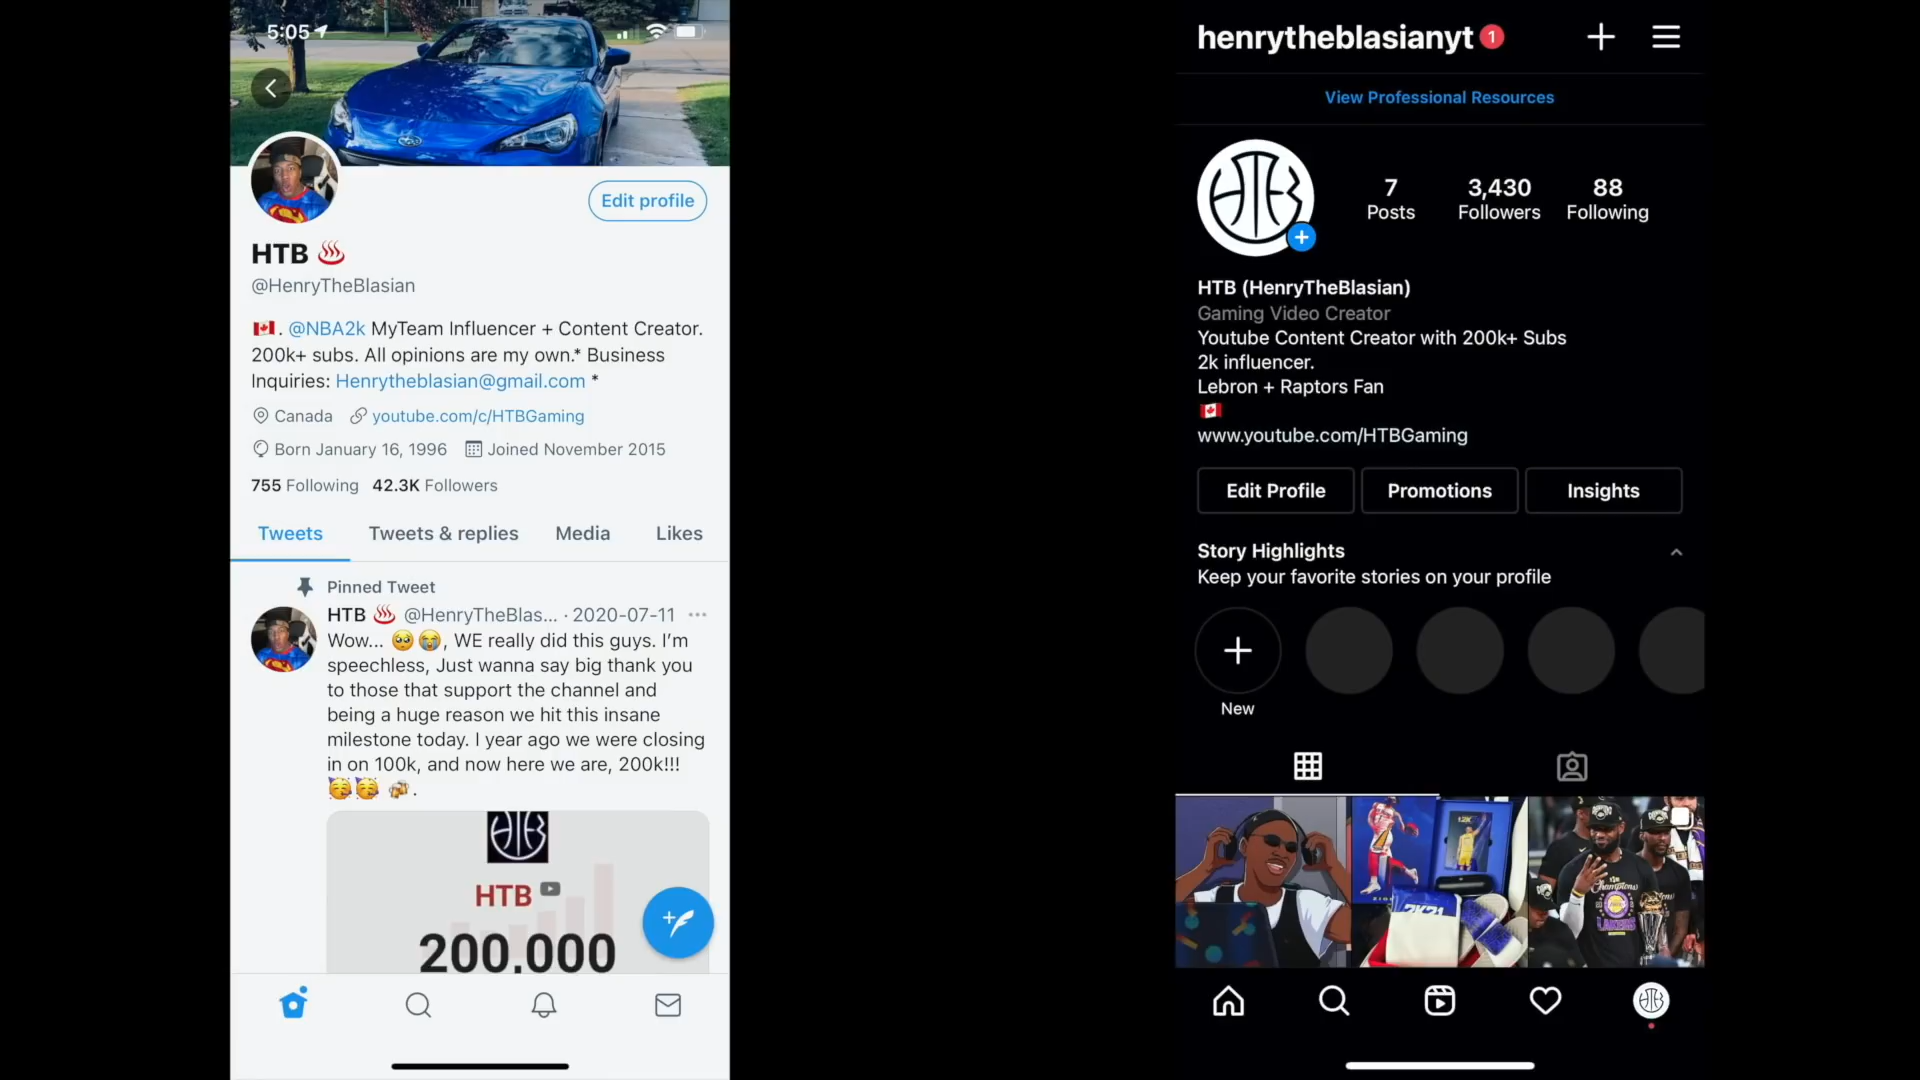 5:05
Edit profile
HTB ♨️
@HenryTheBlasian
🇨🇦. @NBA2k MyTeam Influencer + Content Creator.
200k+ subs. All opinions are my own.* Business
Inquiries: Henrytheblasian@gmail.com *
Canada youtube.com/c/HTBGaming
Born January 16, 1996 Joined November 2015
755 Following 42.3K Followers
Tweets Tweets & replies Media Likes
Pinned Tweet
HTB ♨️ @HenryTheBlas... · 2020-07-11
Wow... 🥺😭, WE really did this guys. I'm
speechless, Just wanna say big thank you
to those that support the channel and
being a huge reason we hit this insane
milestone today. I year ago we were closing
in on 100k, and now here we are, 200k!!!
🥳🥳 🍻.
HTB
HTB
200,000
henrytheblasianyt 1
View Professional Resources
HTB
7 3,430 88
Posts Followers Following
HTB (HenryTheBlasian)
Gaming Video Creator
Youtube Content Creator with 200k+ Subs
2k influencer.
Lebron + Raptors Fan
🇨🇦
www.youtube.com/HTBGaming
Edit Profile Promotions Insights
Story Highlights
Keep your favorite stories on your profile
New
2K21
Champions
LAKERS